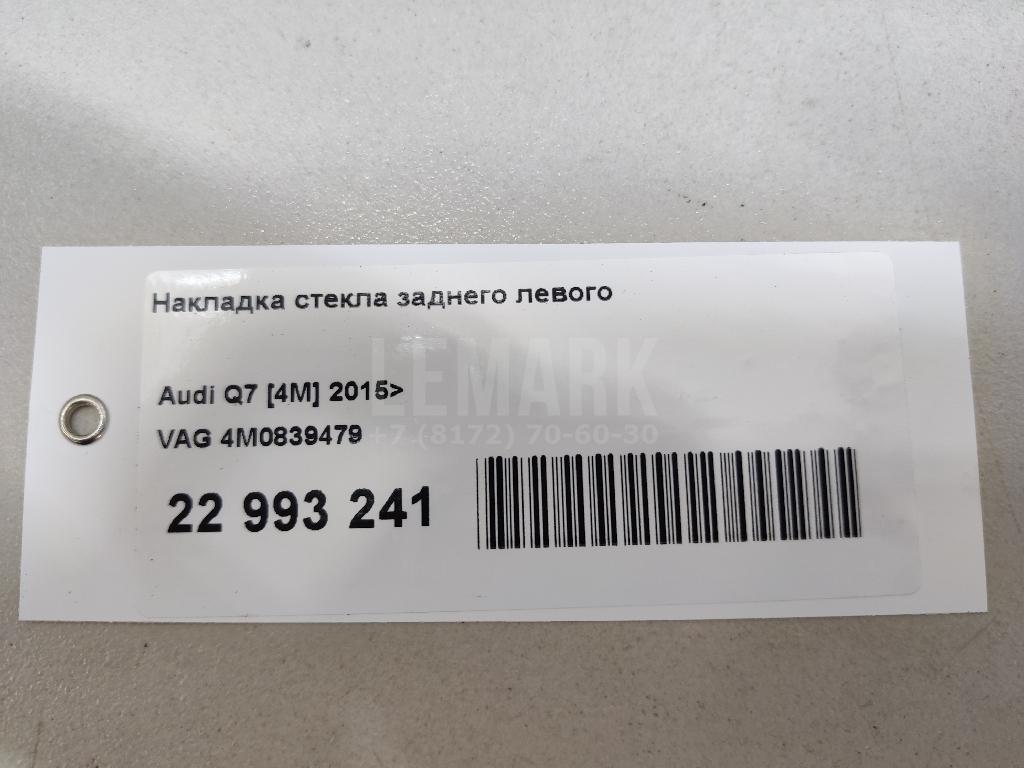 Накладка стекла заднего левого
LEMARK
Audi Q7 [4M] 2015>
+7 (8172) 70-60-30
VAG 4M0839479
22 993 241